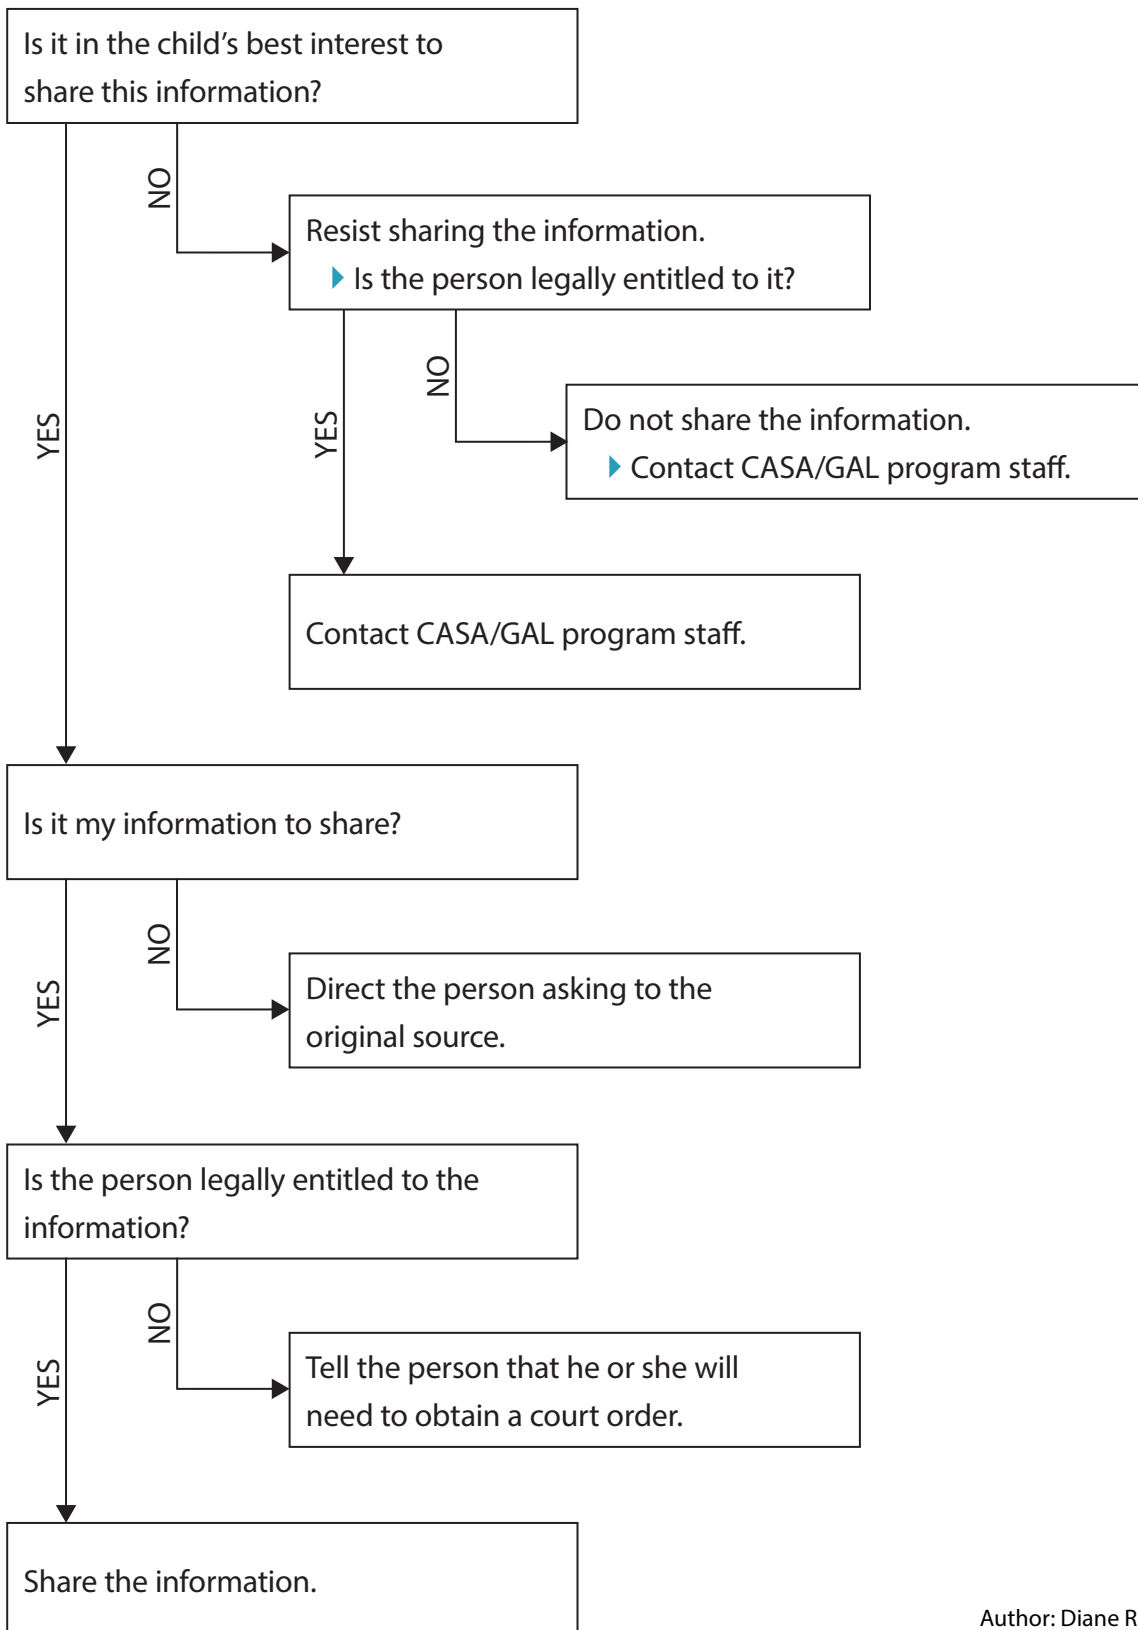 Is it in the child’s best interest to
share this information?
NO
YES
Resist sharing the information.
Is the person legally entitled to it?
NO
YES
Do not share the information.
Contact CASA/GAL program staff.
Contact CASA/GAL program staff.
Is it my information to share?
NO
YES
Direct the person asking to the
original source.
Is the person legally entitled to the
information?
NO
YES
Tell the person that he or she will
need to obtain a court order.
Share the information.
Author: Diane R